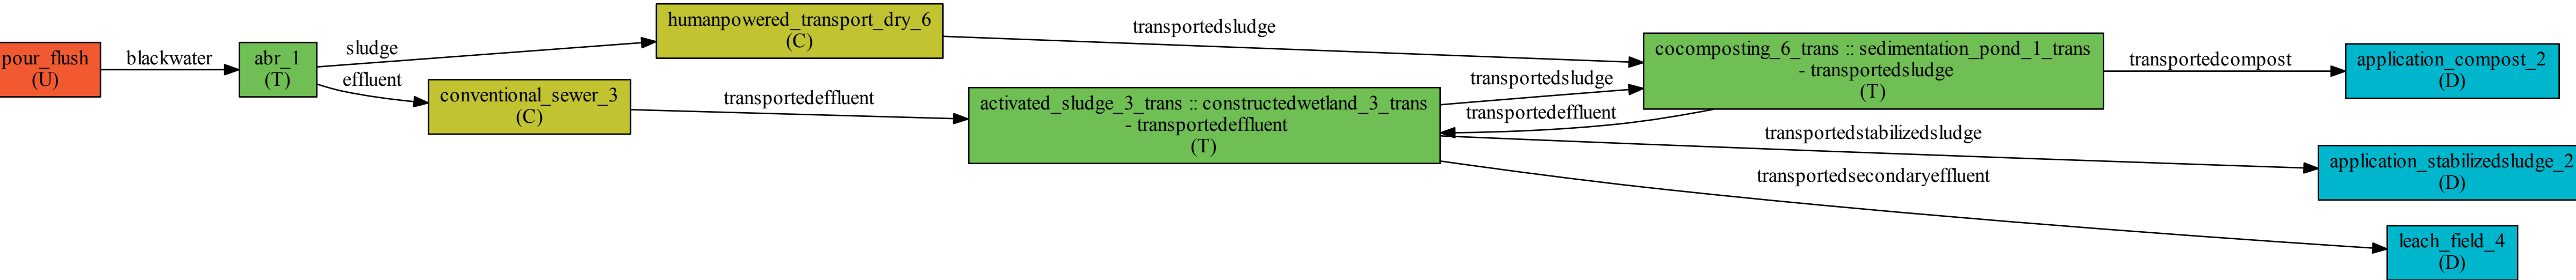 pour_flush
(U)
blackwater
abr_1
(T)
sludge
effluent
humanpowered_transport_dry_6
(C)
conventional_sewer_3
(C)
transportedsludge
transportedeffluent
activated_sludge_3_trans :: constructedwetland_3_trans
- transportedeffluent
(T)
transportedsludge
transportedeffluent
cocomposting_6_trans :: sedimentation_pond_1_trans
- transportedsludge
(T)
transportedcompost
transportedstabilizedsludge
transportedsecondaryeffluent
application_compost_2
(D)
application_stabilizedsludge_2
(D)
leach_field_4
(D)